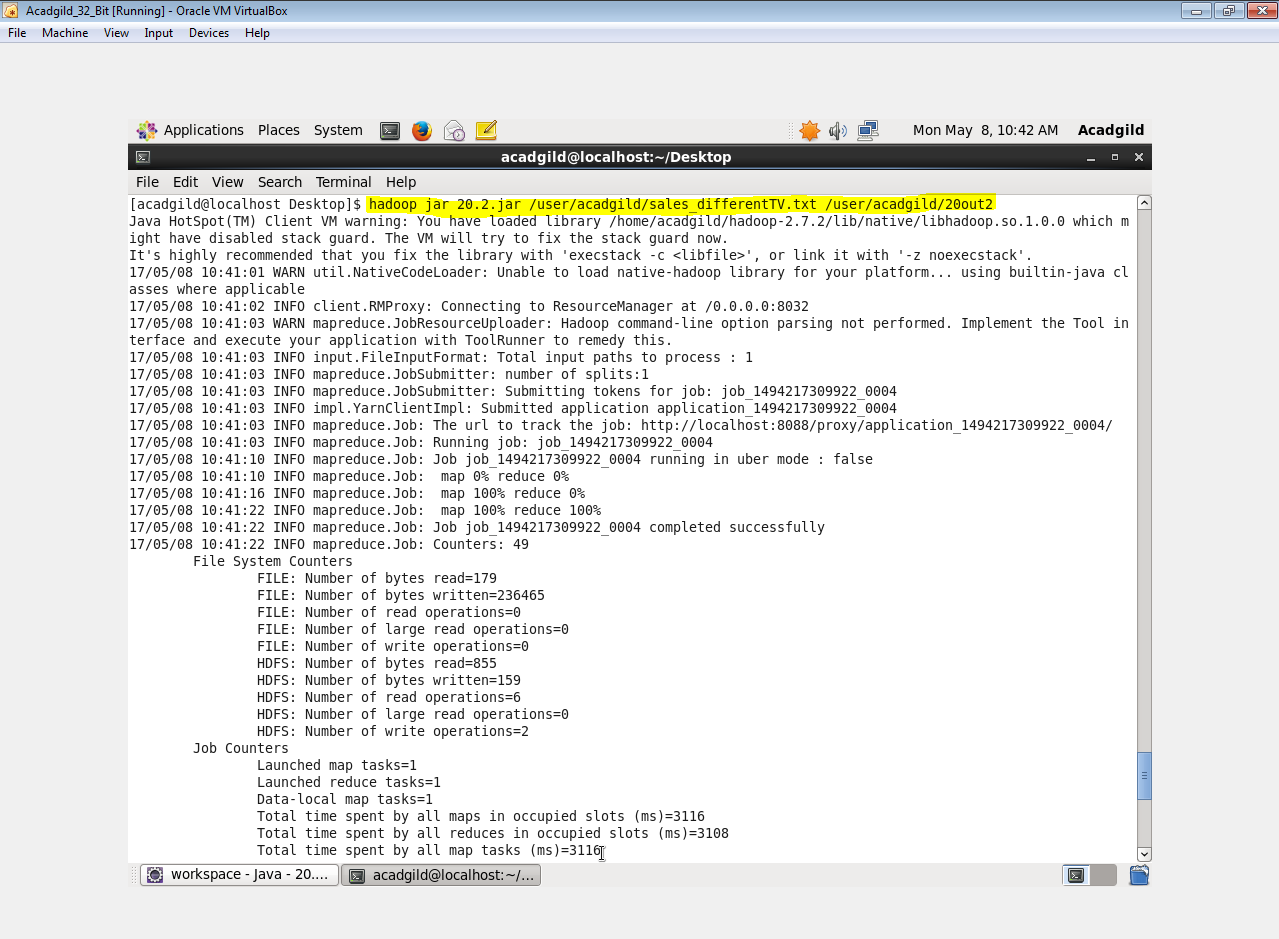 Acadgild_32_Bit [Running] - Oracle VM VirtualBox
File Machine View Input Devices Help
Applications Places System Mon May 8, 10:42 AM Acadgild
acadgild@localhost:~/Desktop
File Edit View Search Terminal Help
[acadgild@localhost Desktop]$ hadoop jar 20.2.jar /user/acadgild/sales_differentTV.txt /user/acadgild/20out2
Java HotSpot(TM) Client VM warning: You have loaded library /home/acadgild/hadoop-2.7.2/lib/native/libhadoop.so.1.0.0 which m
ight have disabled stack guard. The VM will try to fix the stack guard now.
It's highly recommended that you fix the library with 'execstack -c <libfile>', or link it with '-z noexecstack'.
17/05/08 10:41:01 WARN util.NativeCodeLoader: Unable to load native-hadoop library for your platform... using builtin-java cl
asses where applicable
17/05/08 10:41:02 INFO client.RMProxy: Connecting to ResourceManager at /0.0.0.0:8032
17/05/08 10:41:03 WARN mapreduce.JobResourceUploader: Hadoop command-line option parsing not performed. Implement the Tool in
terface and execute your application with ToolRunner to remedy this.
17/05/08 10:41:03 INFO input.FileInputFormat: Total input paths to process : 1
17/05/08 10:41:03 INFO mapreduce.JobSubmitter: number of splits:1
17/05/08 10:41:03 INFO mapreduce.JobSubmitter: Submitting tokens for job: job_1494217309922_0004
17/05/08 10:41:03 INFO impl.YarnClientImpl: Submitted application application_1494217309922_0004
17/05/08 10:41:03 INFO mapreduce.Job: The url to track the job: http://localhost:8088/proxy/application_1494217309922_0004/
17/05/08 10:41:03 INFO mapreduce.Job: Running job: job_1494217309922_0004
17/05/08 10:41:10 INFO mapreduce.Job: Job job_1494217309922_0004 running in uber mode : false
17/05/08 10:41:10 INFO mapreduce.Job:  map 0% reduce 0%
17/05/08 10:41:16 INFO mapreduce.Job:  map 100% reduce 0%
17/05/08 10:41:22 INFO mapreduce.Job:  map 100% reduce 100%
17/05/08 10:41:22 INFO mapreduce.Job: Job job_1494217309922_0004 completed successfully
17/05/08 10:41:22 INFO mapreduce.Job: Counters: 49
File System Counters
FILE: Number of bytes read=179
FILE: Number of bytes written=236465
FILE: Number of read operations=0
FILE: Number of large read operations=0
FILE: Number of write operations=0
HDFS: Number of bytes read=855
HDFS: Number of bytes written=159
HDFS: Number of read operations=6
HDFS: Number of large read operations=0
HDFS: Number of write operations=2
Job Counters
Launched map tasks=1
Launched reduce tasks=1
Data-local map tasks=1
Total time spent by all maps in occupied slots (ms)=3116
Total time spent by all reduces in occupied slots (ms)=3108
Total time spent by all map tasks (ms)=3116
workspace - Java - 20.... acadgild@localhost:~/...